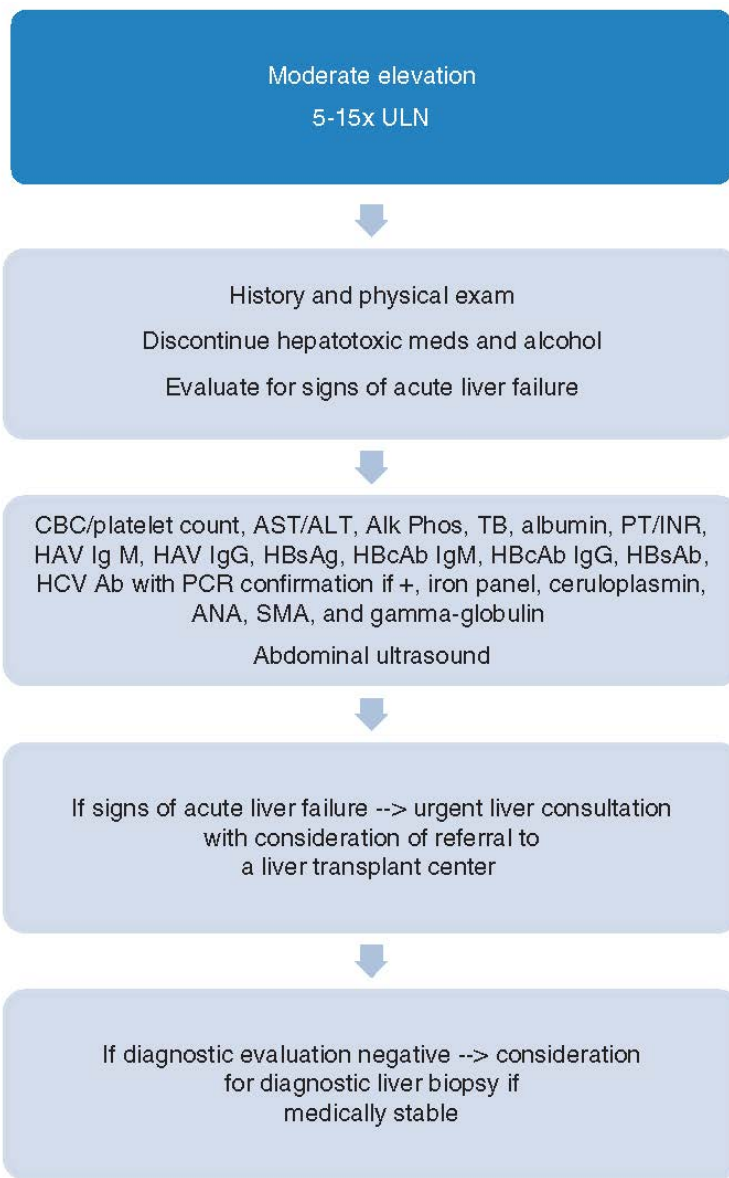 Moderate elevation
5-15x ULN
History and physical exam
Discontinue hepatotoxic meds and alcohol
Evaluate for signs of acute liver failure
CBC/platelet count, AST/ALT, Alk Phos, TB, albumin, PT/INR,
HAV Ig M, HAV IgG, HBsAg, HBcAb IgM, HBcAb IgG, HBsAb,
HCV Ab with PCR confirmation if +, iron panel, ceruloplasmin,
ANA, SMA, and gamma-globulin
Abdominal ultrasound
If signs of acute liver failure --> urgent liver consultation
with consideration of referral to
a liver transplant center
If diagnostic evaluation negative --> consideration
for diagnostic liver biopsy if
medically stable